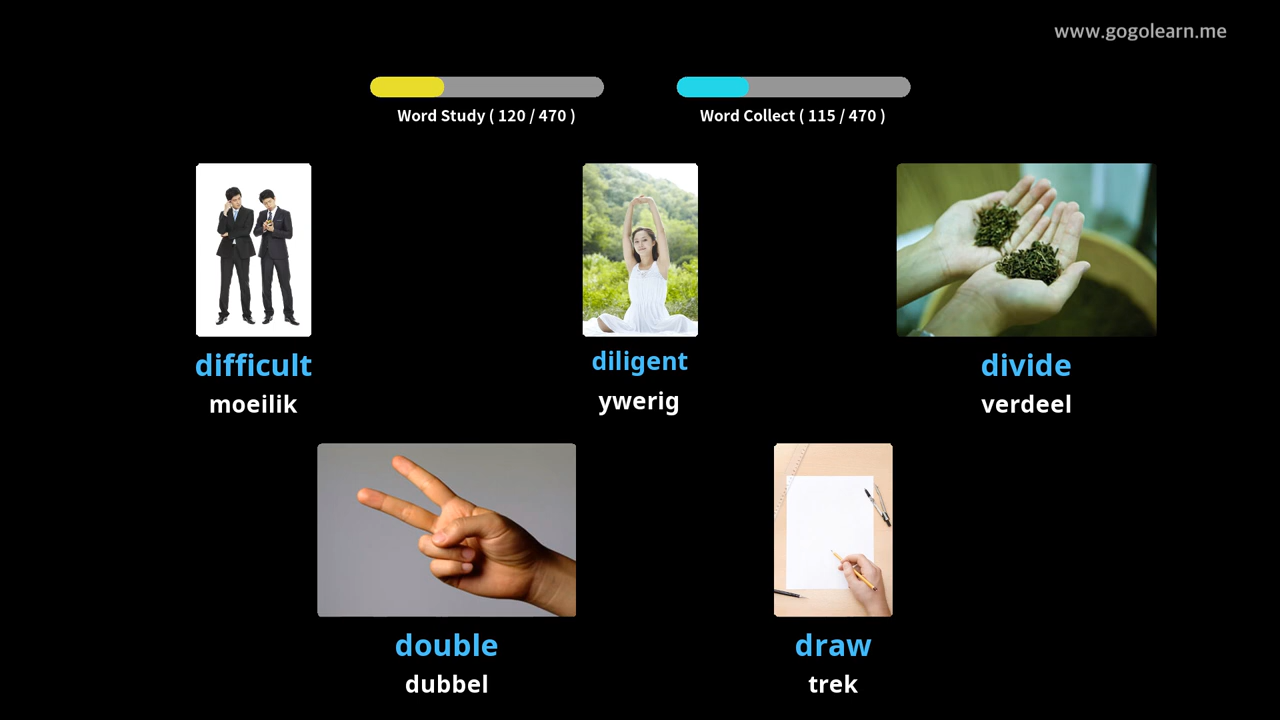 www.gogolearn.me
Word Study ( 120 / 470 )
Word Collect ( 115 / 470 )
difficult
moeilik
diligent
ywerig
divide
verdeel
double
dubbel
draw
trek